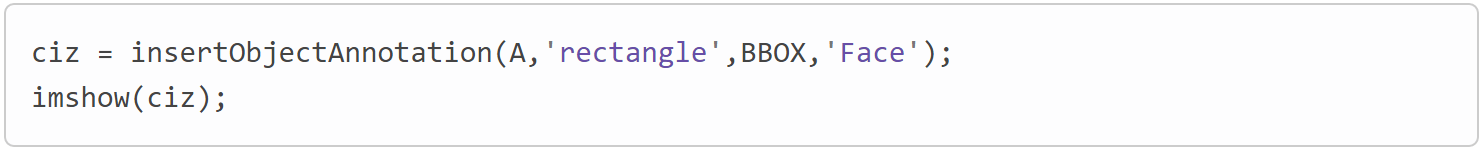 ciz = insertObjectAnnotation(A,'rectangle',BBOX,'Face');
imshow(ciz);